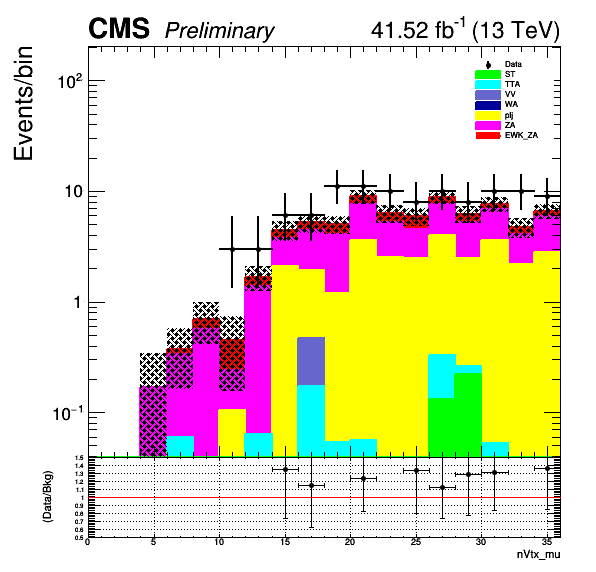 CMS Preliminary 41.52 fb⁻¹ (13 TeV)
Events/bin
10²
10
1
10⁻¹
Data
ST
TTA
VV
WA
plj
ZA
EWK_ZA
(Data/Bkg)
1.5
1.4
1.3
1.2
1.1
1
0.9
0.8
0.7
0.6
0.5
0 5 10 15 20 25 30 35
nVtx_mu